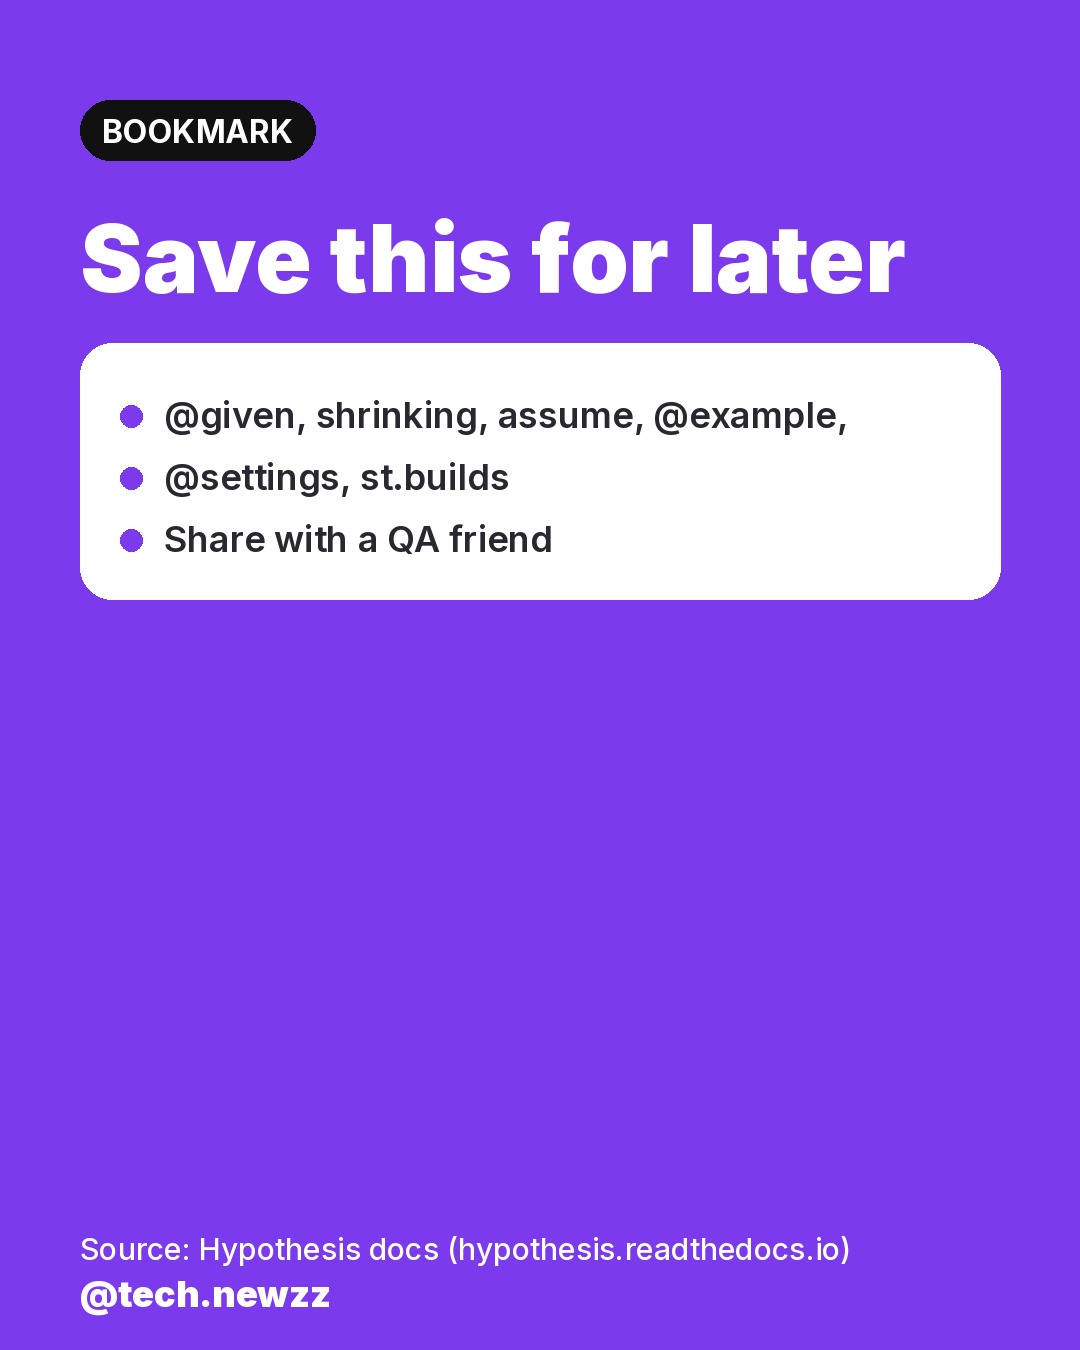 BOOKMARK
Save this for later
@given, shrinking, assume, @example,
@settings, st.builds
Share with a QA friend
Source: Hypothesis docs (hypothesis.readthedocs.io)
@tech.newzz